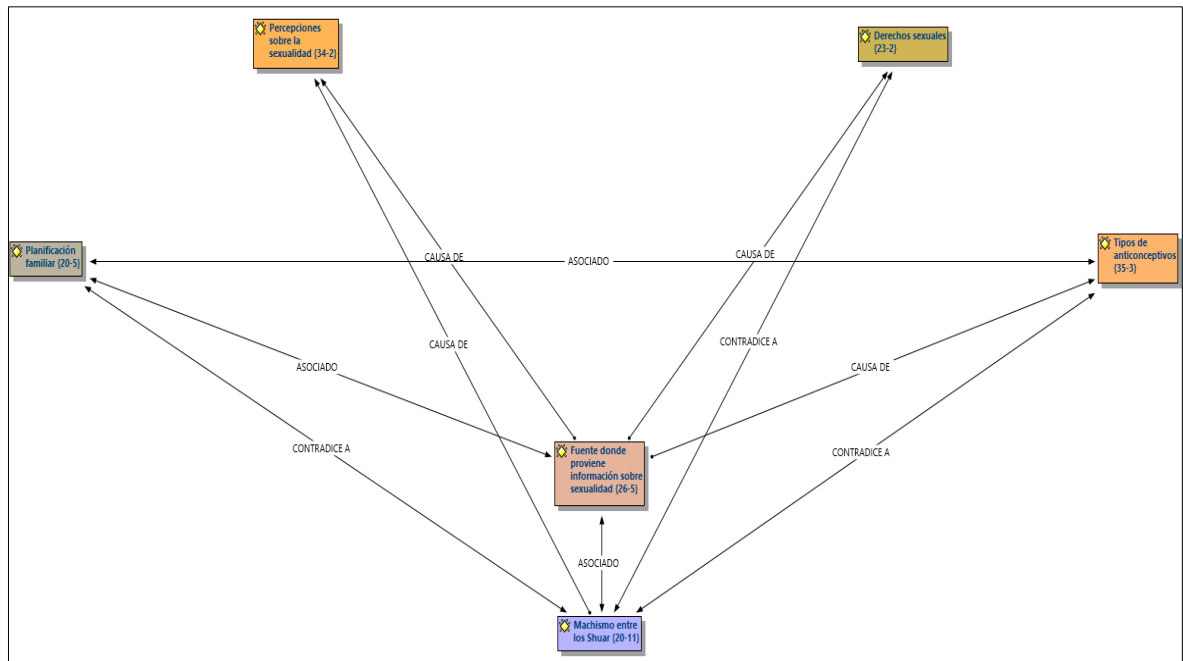 Percepciones
sobre la
sexualidad {34-2}
Derechos sexuales
{23-2}
Planificación
familiar {20-5}
CAUSA DE
ASOCIADO
CAUSA DE
Tipos de
anticonceptivos
{35-3}
CAUSA DE
CONTRADICE A
ASOCIADO
CAUSA DE
CONTRADICE A
Fuente donde
proviene
información sobre
sexualidad {26-5}
CONTRADICE A
ASOCIADO
Machismo entre
los Shuar {20-11}